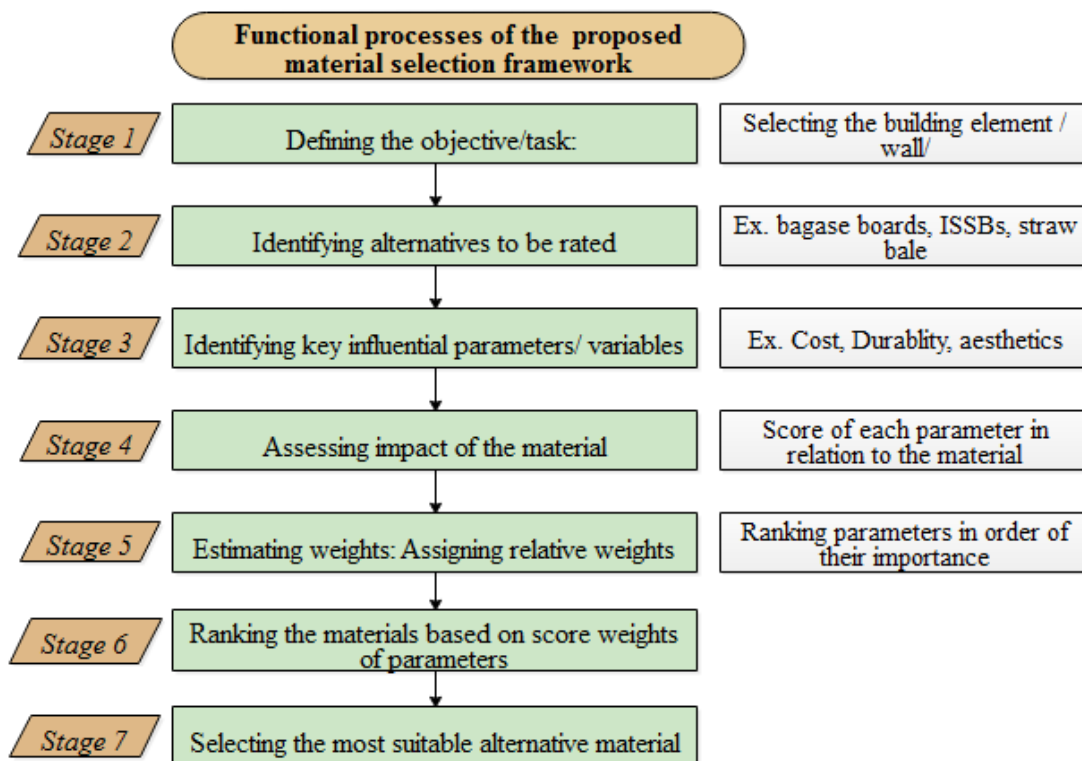 Functional processes of the proposed
material selection framework
Stage 1
Defining the objective/task:
Selecting the building element /
wall/
Stage 2
Identifying alternatives to be rated
Ex. bagase boards, ISSBs, straw
bale
Stage 3
Identifying key influential parameters/ variables
Ex. Cost, Durablity, aesthetics
Stage 4
Assessing impact of the material
Score of each parameter in
relation to the material
Stage 5
Estimating weights: Assigning relative weights
Ranking parameters in order of
their importance
Stage 6
Ranking the materials based on score weights
of parameters
Stage 7
Selecting the most suitable alternative material